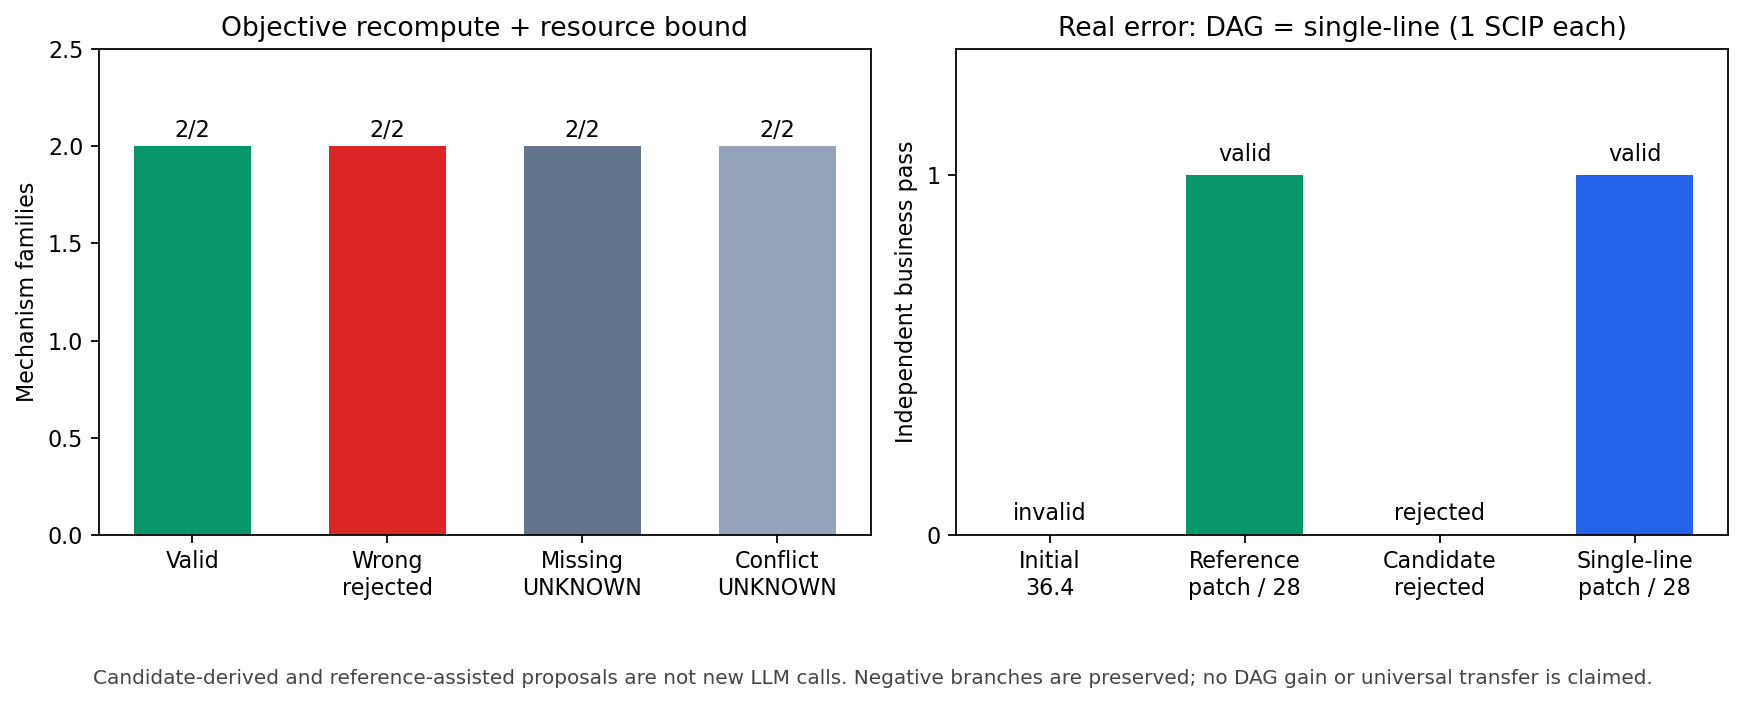 Objective recompute + resource bound
Mechanism families
2.5
2.0
1.5
1.0
0.5
0.0
2/2
2/2
2/2
2/2
Valid
Wrong
rejected
Missing
UNKNOWN
Conflict
UNKNOWN
Real error: DAG = single-line (1 SCIP each)
Independent business pass
1
0
invalid
valid
rejected
valid
Initial
36.4
Reference
patch / 28
Candidate
rejected
Single-line
patch / 28
Candidate-derived and reference-assisted proposals are not new LLM calls. Negative branches are preserved; no DAG gain or universal transfer is claimed.